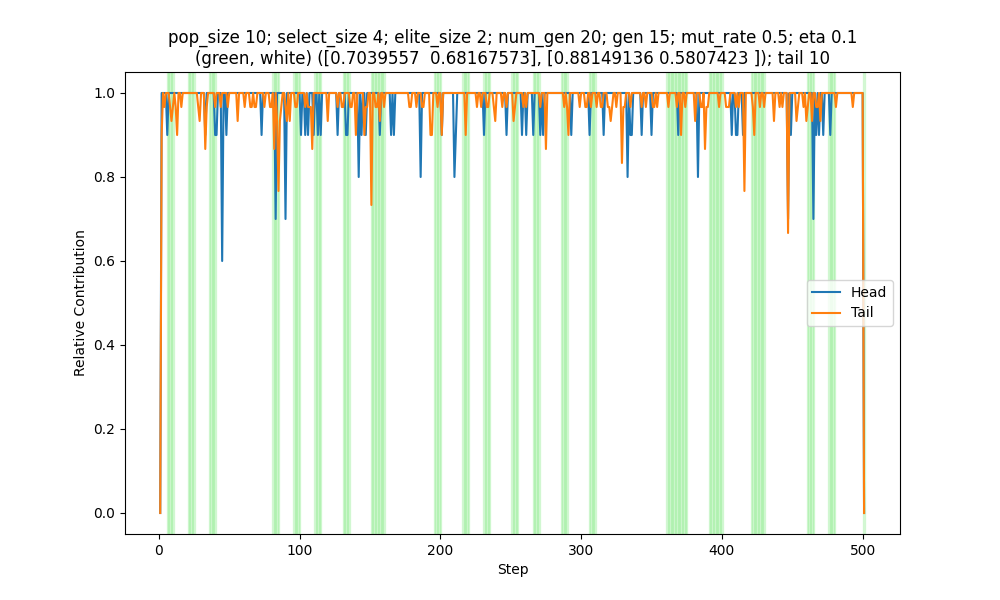 pop_size 10; select_size 4; elite_size 2; num_gen 20; gen 15; mut_rate 0.5; eta 0.1
(green, white) ([0.7039557  0.68167573], [0.88149136 0.5807423 ]); tail 10
1.0
0.8
0.6
0.4
0.2
0.0
Relative Contribution
Head
Tail
0
100
200
300
400
500
Step